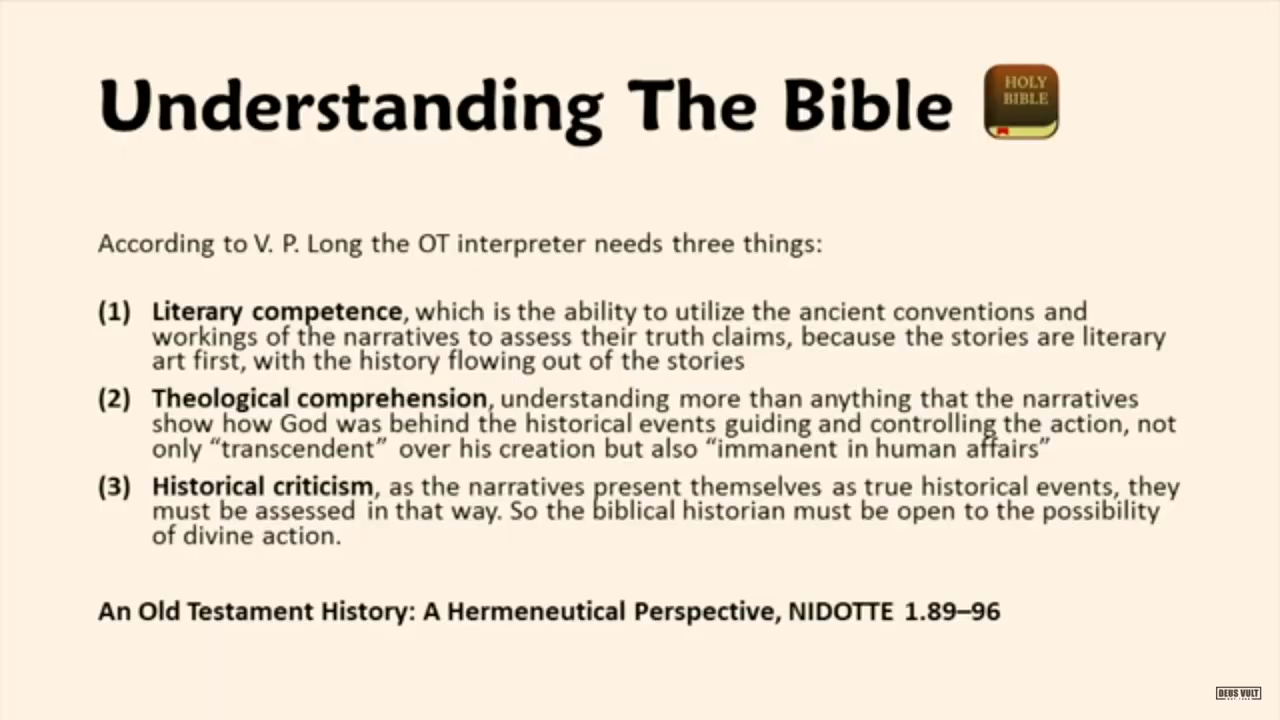 Understanding The Bible
HOLY
BIBLE
According to V. P. Long the OT interpreter needs three things:
(1) Literary competence, which is the ability to utilize the ancient conventions and
workings of the narratives to assess their truth claims, because the stories are literary
art first, with the history flowing out of the stories
(2) Theological comprehension, understanding more than anything that the narratives
show how God was behind the historical events guiding and controlling the action, not
only “transcendent” over his creation but also “immanent in human affairs”
(3) Historical criticism, as the narratives present themselves as true historical events, they
must be assessed in that way. So the biblical historian must be open to the possibility
of divine action.
An Old Testament History: A Hermeneutical Perspective, NIDOTTE 1.89–96
DEUS VULT